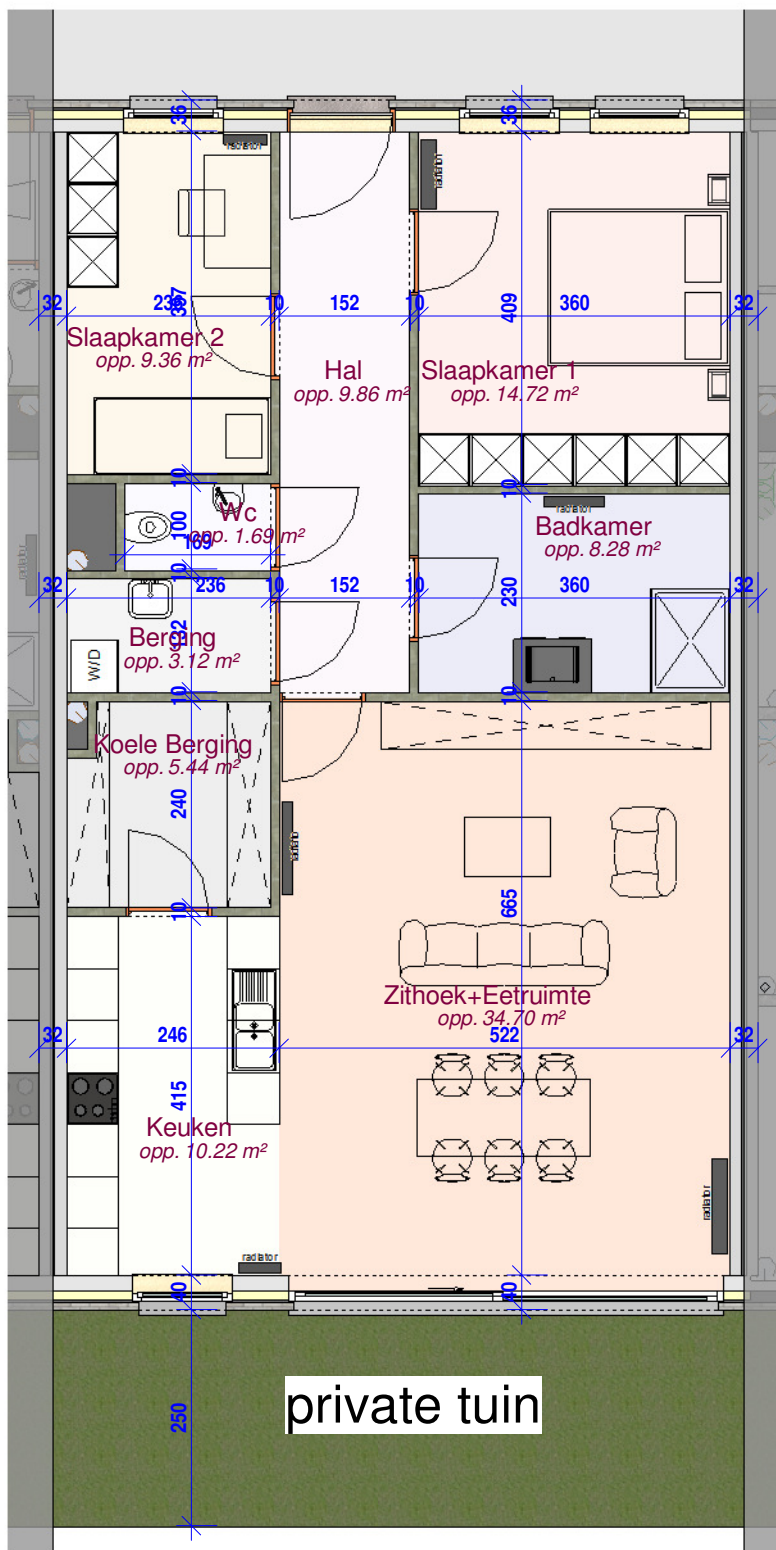 36
36
radiator
radiator
32
236
367
10
152
10
409
360
32
Slaapkamer 2
opp. 9.36 m²
Hal
opp. 9.86 m²
Slaapkamer 1
opp. 14.72 m²
10
10
radiator
Wc
opp. 1.69 m²
100
169
Badkamer
opp. 8.28 m²
10
32
236
10
152
10
230
360
32
Berging
opp. 3.12 m²
132
W/D
10
10
Koele Berging
opp. 5.44 m²
240
radiator
665
10
Zithoek+Eetruimte
opp. 34.70 m²
32
246
522
32
415
Keuken
opp. 10.22 m²
radiator
radiator
40
40
private tuin
250